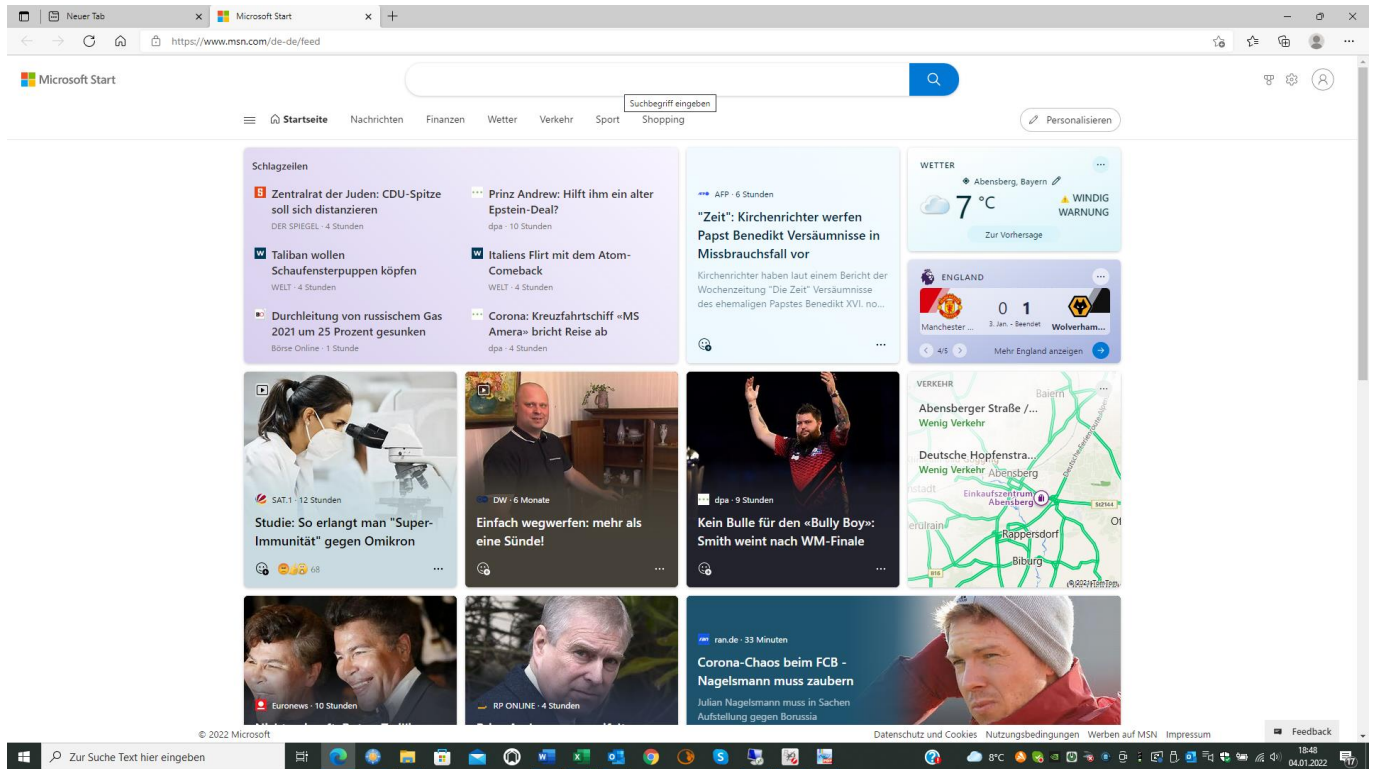 Neuer Tab
Microsoft Start
https://www.msn.com/de-de/feed
Microsoft Start
Suchbegriff eingeben
Startseite Nachrichten Finanzen Wetter Verkehr Sport Shopping
Personalisieren
Schlagzeilen
Zentralrat der Juden: CDU-Spitze
soll sich distanzieren
DER SPIEGEL · 4 Stunden
Taliban wollen
Schaufensterpuppen köpfen
WELT · 4 Stunden
Durchleitung von russischem Gas
2021 um 25 Prozent gesunken
Börse Online · 1 Stunde
Prinz Andrew: Hilft ihm ein alter
Epstein-Deal?
dpa · 10 Stunden
Italiens Flirt mit dem Atom-
Comeback
WELT · 4 Stunden
Corona: Kreuzfahrtschiff «MS
Amera» bricht Reise ab
dpa · 4 Stunden
AFP · 6 Stunden
"Zeit": Kirchenrichter werfen
Papst Benedikt Versäumnisse in
Missbrauchsfall vor
Kirchenrichter haben laut einem Bericht der
Wochenzeitung "Die Zeit" Versäumnisse
des ehemaligen Papstes Benedikt XVI. no...
WETTER
Abensberg, Bayern
7 °C
WINDIG
WARNUNG
Zur Vorhersage
ENGLAND
0 1
3. Jan. - Beendet
Manchester ...
Wolverham...
4/5
Mehr England anzeigen
SAT.1 · 12 Stunden
Studie: So erlangt man "Super-
Immunität" gegen Omikron
68
DW · 6 Monate
Einfach wegwerfen: mehr als
eine Sünde!
dpa · 9 Stunden
Kein Bulle für den «Bully Boy»:
Smith weint nach WM-Finale
VERKEHR
Baiern
Abensberger Straße /...
Wenig Verkehr
Deutsche Hopfenstra...
Wenig Verkehr
Abensberg
Einkaufszentrum
Abensberg
St2144
Rappersdorf
Biburg
B16
Euronews · 10 Stunden
RP ONLINE · 4 Stunden
ran.de · 33 Minuten
Corona-Chaos beim FCB -
Nagelsmann muss zaubern
Julian Nagelsmann muss in Sachen
Aufstellung gegen Borussia
© 2022 Microsoft
Datenschutz und Cookies Nutzungsbedingungen Werben auf MSN Impressum
Feedback
Zur Suche Text hier eingeben
8°C
18:48
04.01.2022